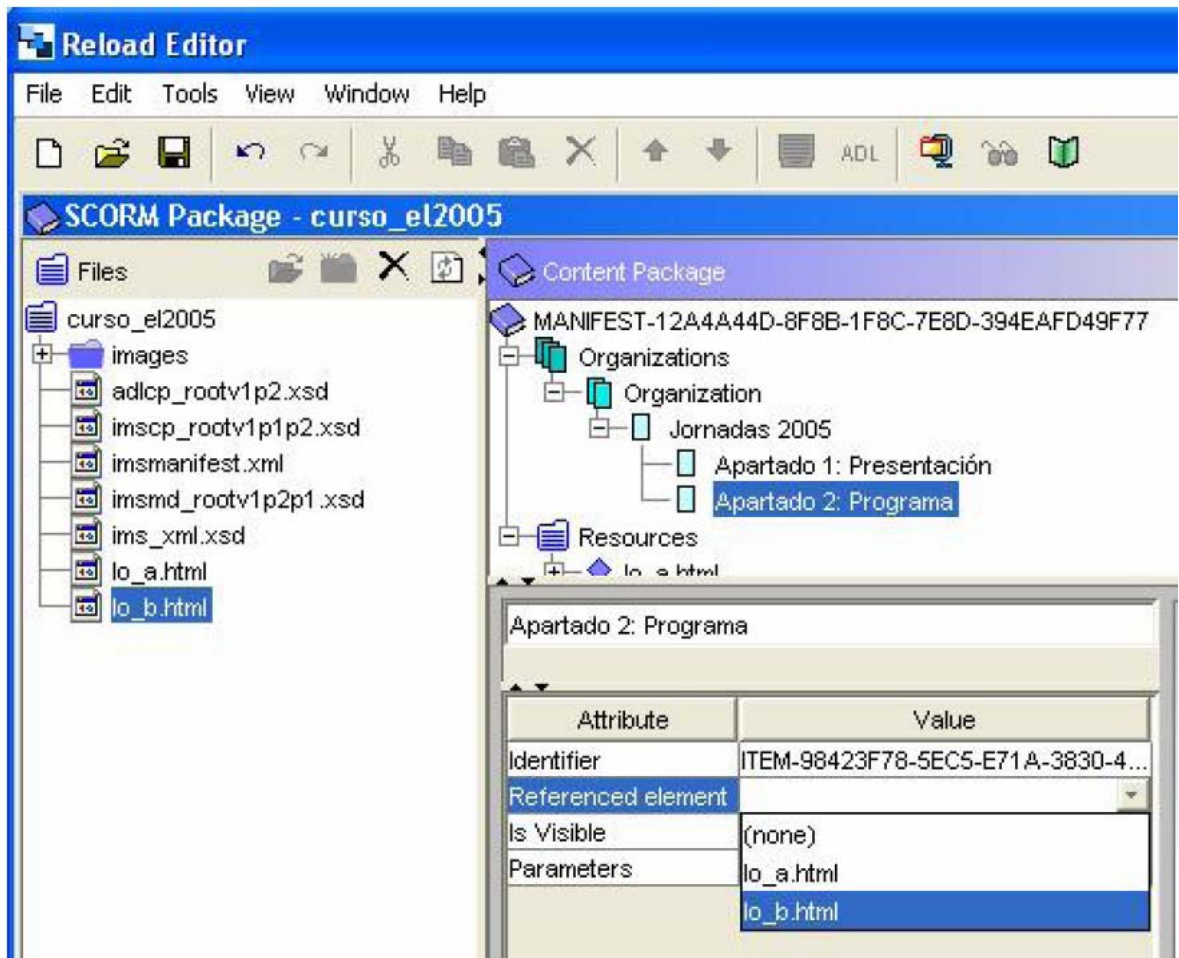 Reload Editor
File Edit Tools View Window Help
ADL
SCORM Package - curso_el2005
Files
curso_el2005
images
adlcp_rootv1p2.xsd
imscp_rootv1p1p2.xsd
imsmanifest.xml
imsmd_rootv1p2p1.xsd
ims_xml.xsd
lo_a.html
lo_b.html
Content Package
MANIFEST-12A4A44D-8F8B-1F8C-7E8D-394EAFD49F77
Organizations
Organization
Jornadas 2005
Apartado 1: Presentación
Apartado 2: Programa
Resources
lo_a.html
Apartado 2: Programa
Attribute Value
Identifier ITEM-98423F78-5EC5-E71A-3830-4...
Referenced element
Is Visible (none)
Parameters lo_a.html
lo_b.html